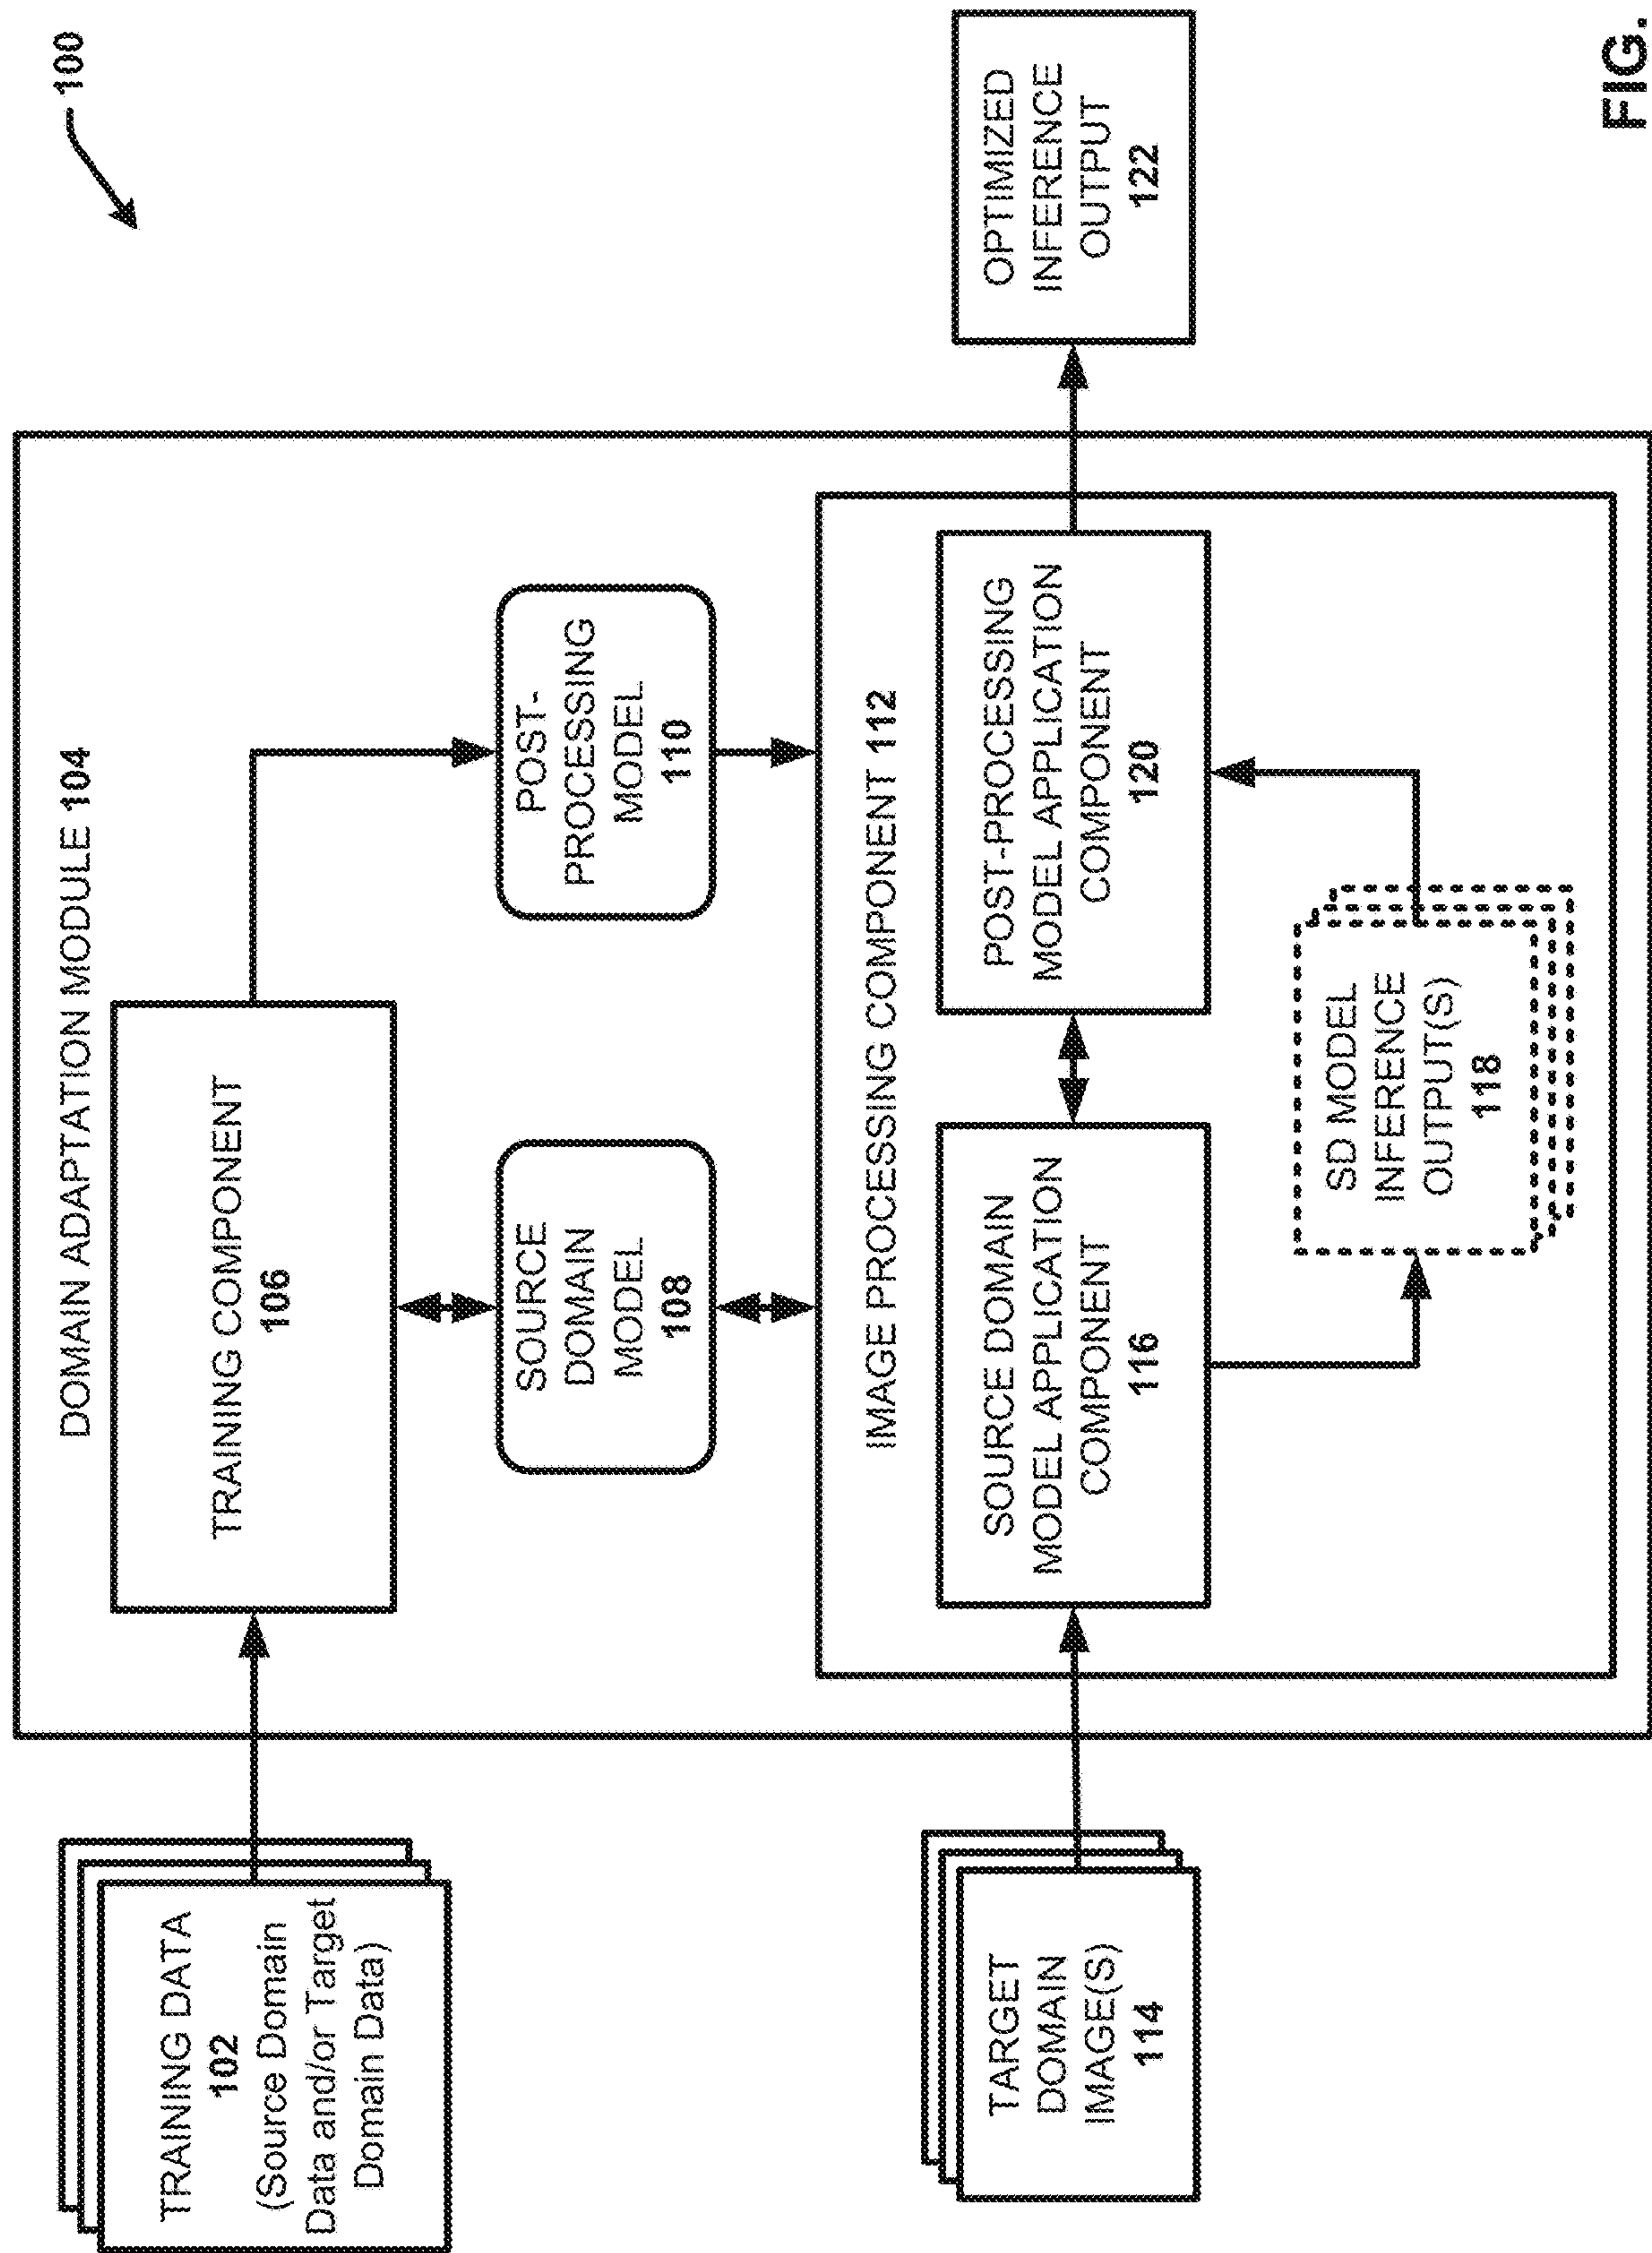 100
TRAINING DATA
102
(Source Domain
Data and/or Target
Domain Data)
DOMAIN ADAPTATION MODULE 104
TRAINING COMPONENT
106
SOURCE
DOMAIN
MODEL
108
POST-
PROCESSING
MODEL
110
IMAGE PROCESSING COMPONENT 112
TARGET
DOMAIN
IMAGE(S)
114
SOURCE DOMAIN
MODEL APPLICATION
COMPONENT
116
POST-PROCESSING
MODEL APPLICATION
COMPONENT
120
SD MODEL
INFERENCE
OUTPUT(S)
118
OPTIMIZED
INFERENCE
OUTPUT
122
FIG.